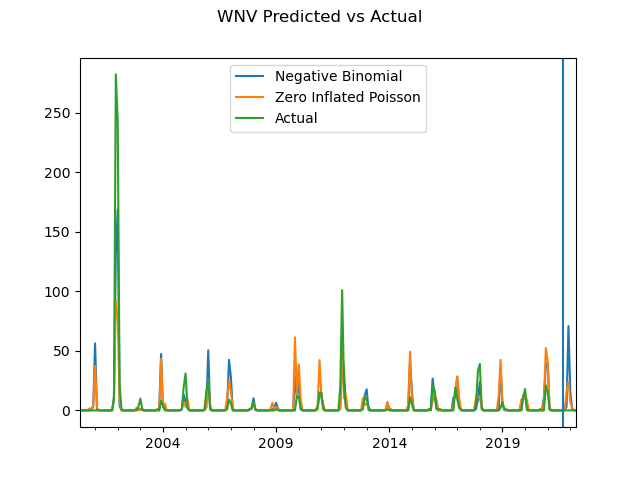 WNV Predicted vs Actual
Negative Binomial
Zero Inflated Poisson
Actual
250
200
150
100
50
0
2004 2009 2014 2019